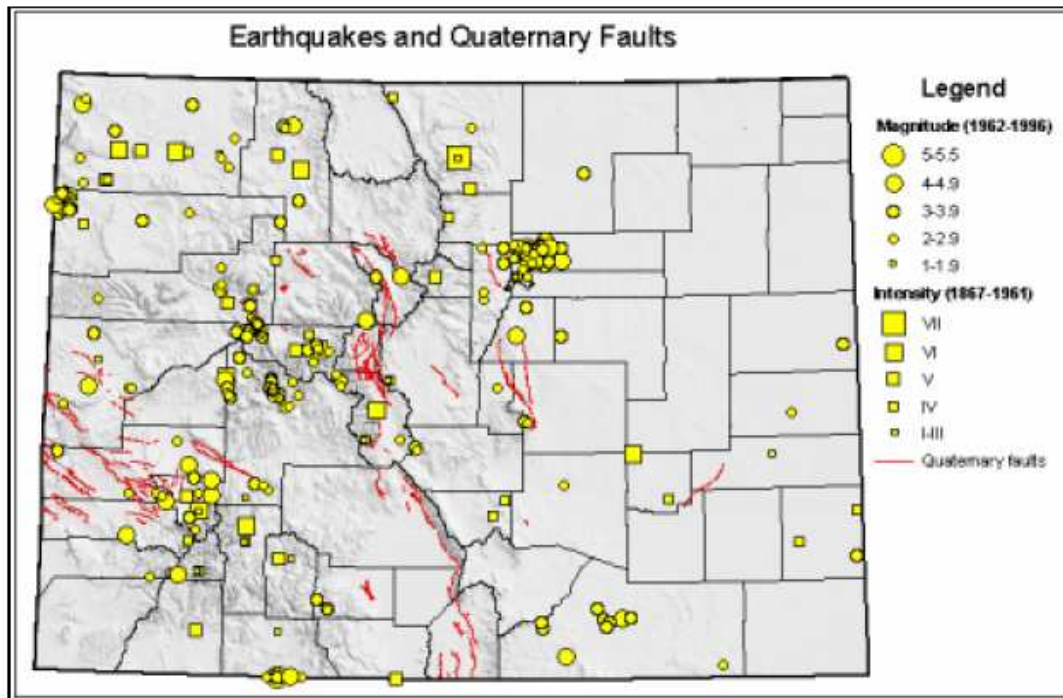 Earthquakes and Quaternary Faults
Legend
Magnitude (1962-1996)
5-5.5
4-4.9
3-3.9
2-2.9
1-1.9
Intensity (1867-1961)
VII
VI
V
IV
I-III
Quaternary faults